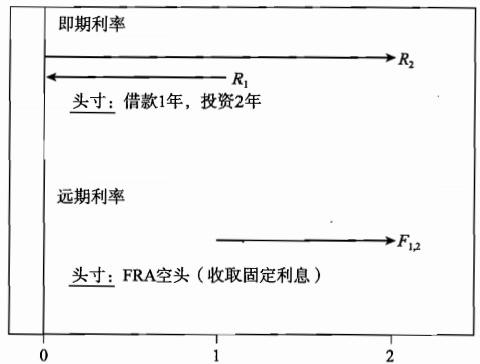 即期利率
R₂
R₁
头寸：借款1年，投资2年
远期利率
F₁,₂
头寸：FRA空头（收取固定利息）
0 1 2